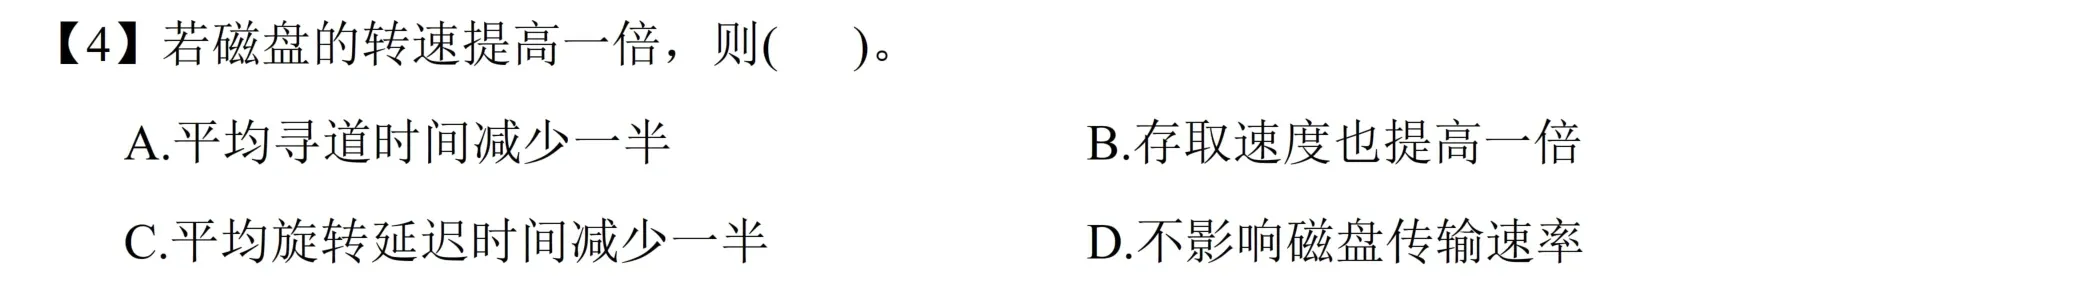 【4】若磁盘的转速提高一倍，则(    )。
A.平均寻道时间减少一半 B.存取速度也提高一倍
C.平均旋转延迟时间减少一半 D.不影响磁盘传输速率